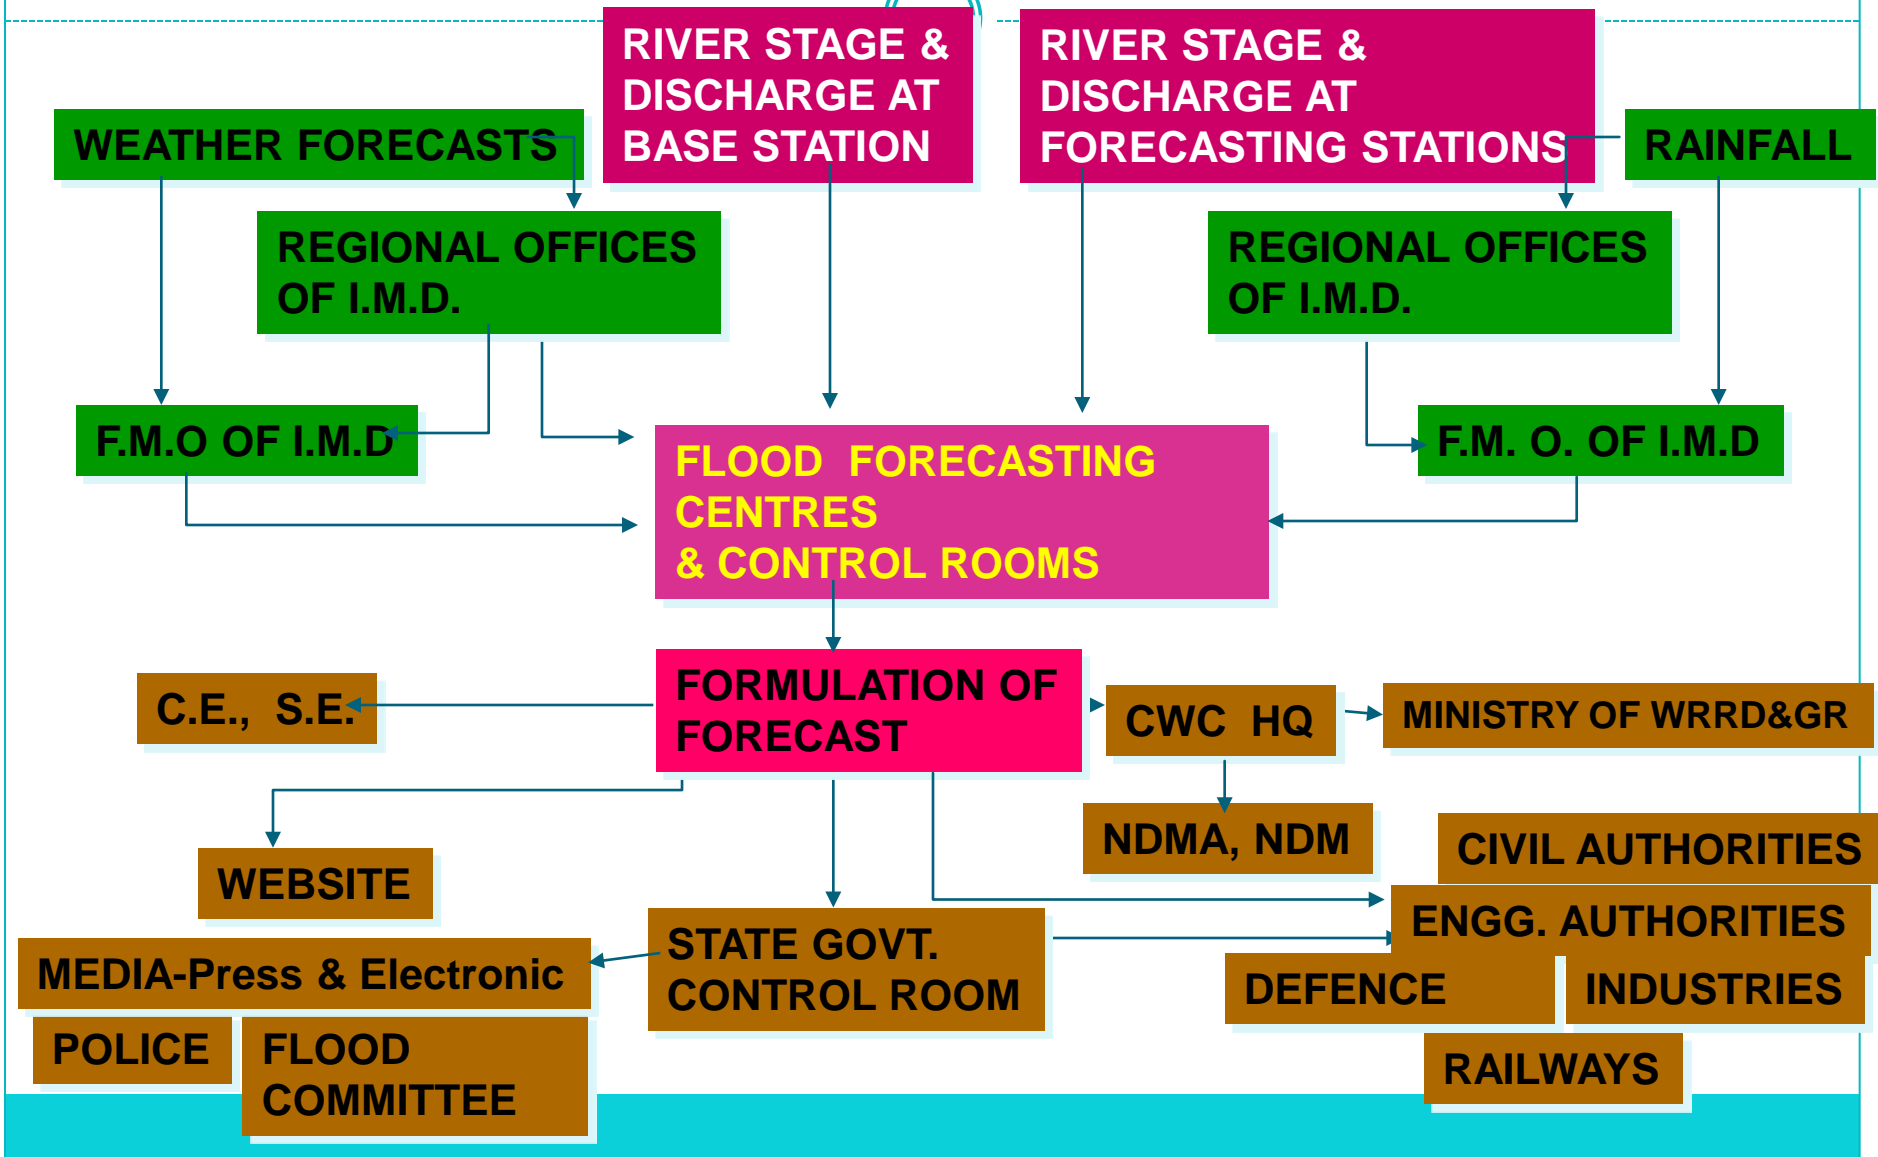 RIVER STAGE &
DISCHARGE AT
BASE STATION
RIVER STAGE &
DISCHARGE AT
FORECASTING STATIONS
WEATHER FORECASTS
RAINFALL
REGIONAL OFFICES
OF I.M.D.
REGIONAL OFFICES
OF I.M.D.
F.M.O OF I.M.D
F.M. O. OF I.M.D
FLOOD FORECASTING
CENTRES
& CONTROL ROOMS
FORMULATION OF
FORECAST
C.E., S.E.
CWC HQ
MINISTRY OF WRRD&GR
NDMA, NDM
CIVIL AUTHORITIES
WEBSITE
ENGG. AUTHORITIES
STATE GOVT.
CONTROL ROOM
MEDIA-Press & Electronic
DEFENCE
INDUSTRIES
POLICE
FLOOD
COMMITTEE
RAILWAYS